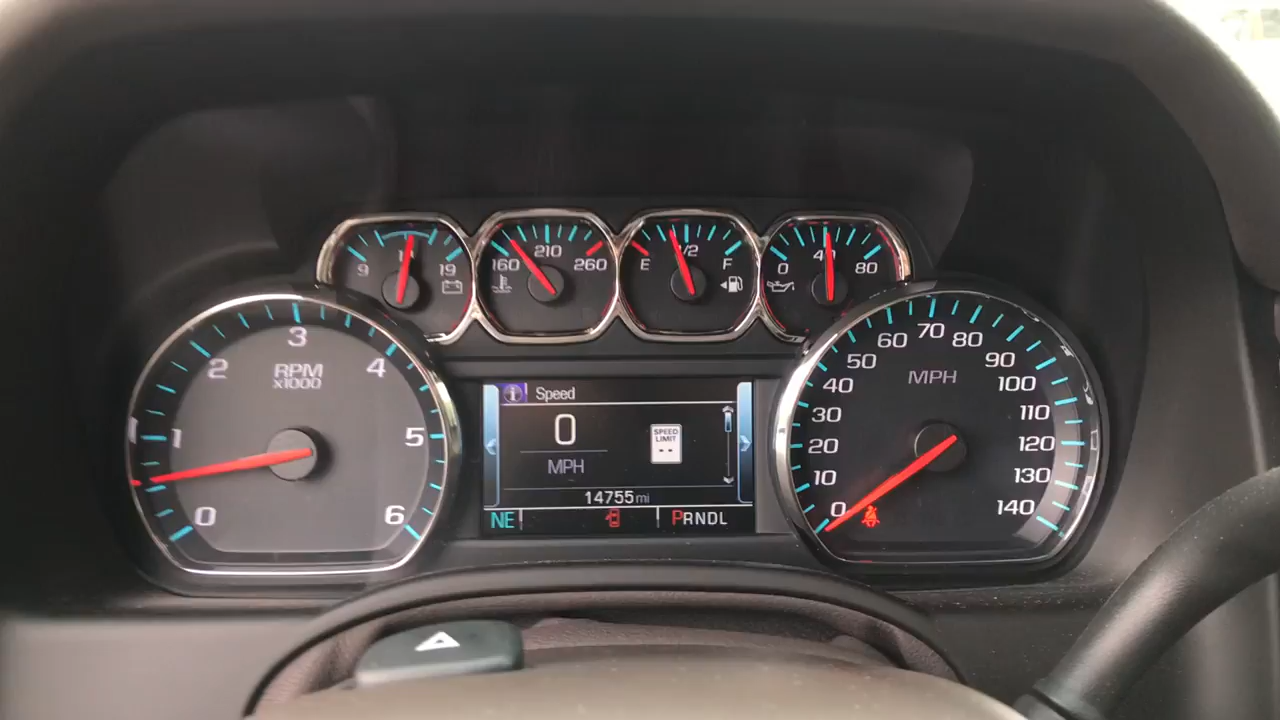 9 19
160 210 260
E 1/2 F
0 40 80
0 1 2 3 4 5 6
RPM
x1000
Speed
0
MPH
SPEED
LIMIT
--
14755 mi
NE
PRNDL
0 10 20 30 40 50 60 70 80 90 100 110 120 130 140
MPH